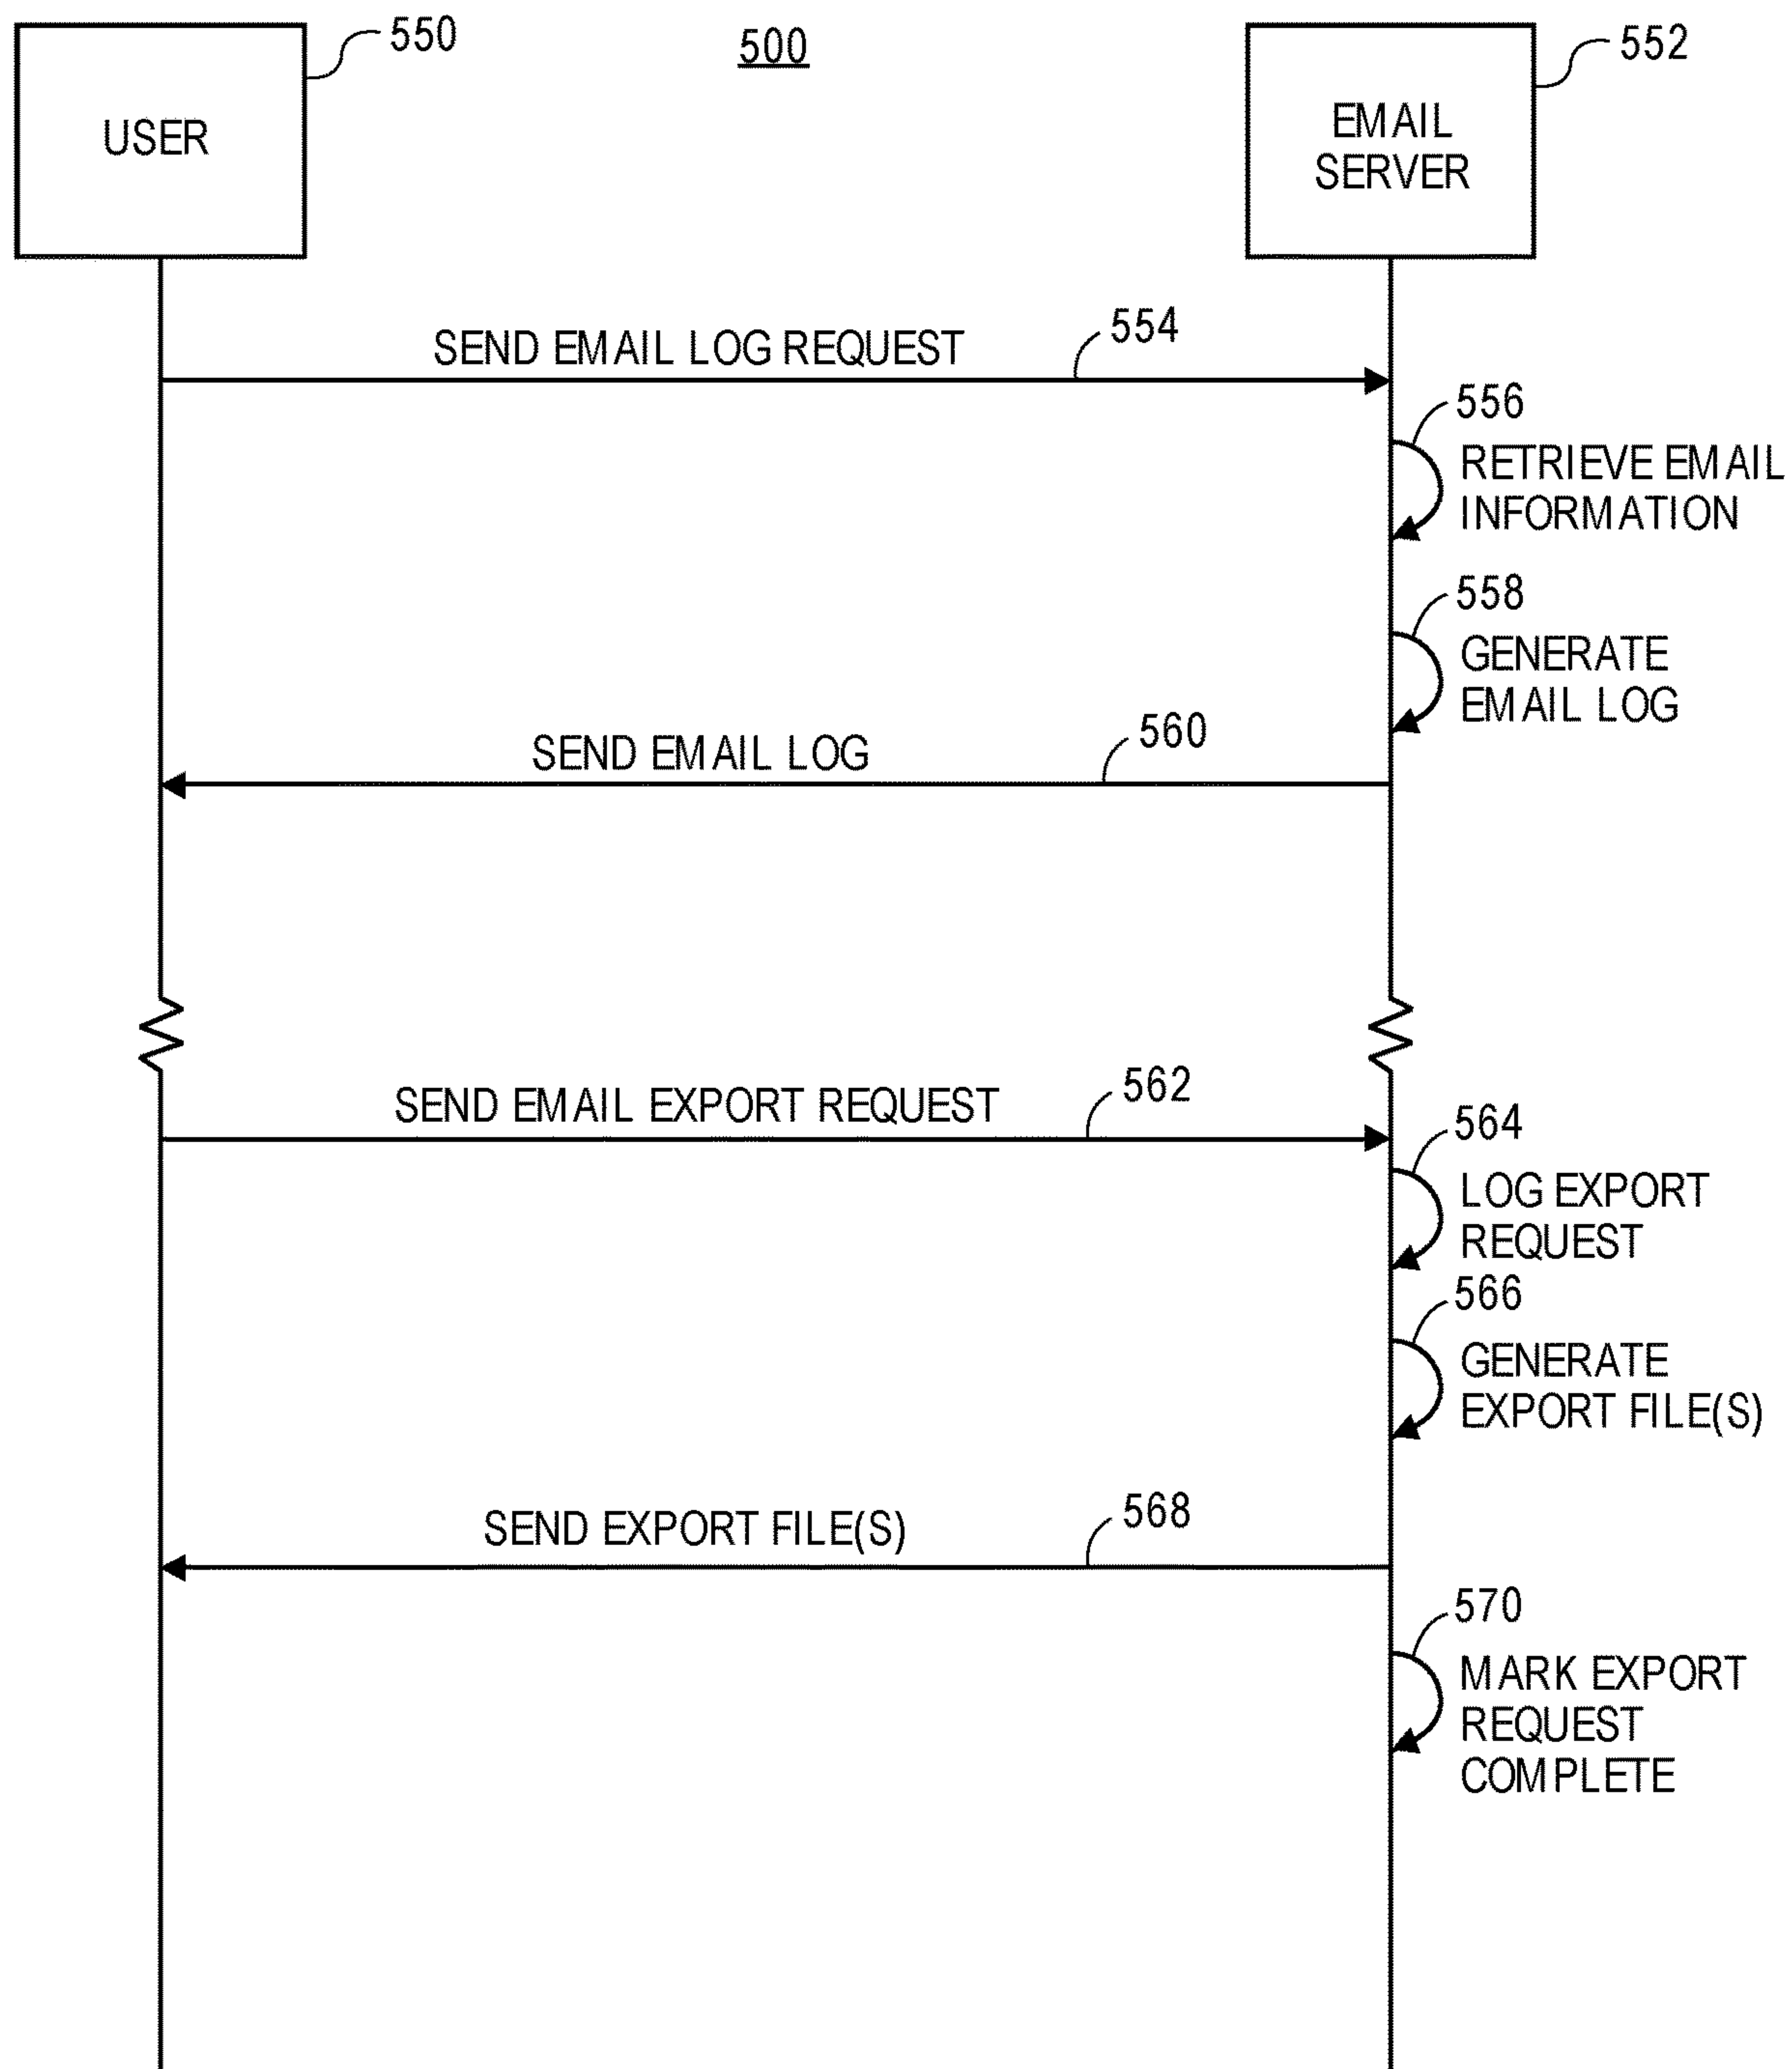 550
500
552
USER
EMAIL
SERVER
SEND EMAIL LOG REQUEST
554
556
RETRIEVE EMAIL
INFORMATION
558
GENERATE
EMAIL LOG
SEND EMAIL LOG
560
SEND EMAIL EXPORT REQUEST
562
564
LOG EXPORT
REQUEST
566
GENERATE
EXPORT FILE(S)
SEND EXPORT FILE(S)
568
570
MARK EXPORT
REQUEST
COMPLETE